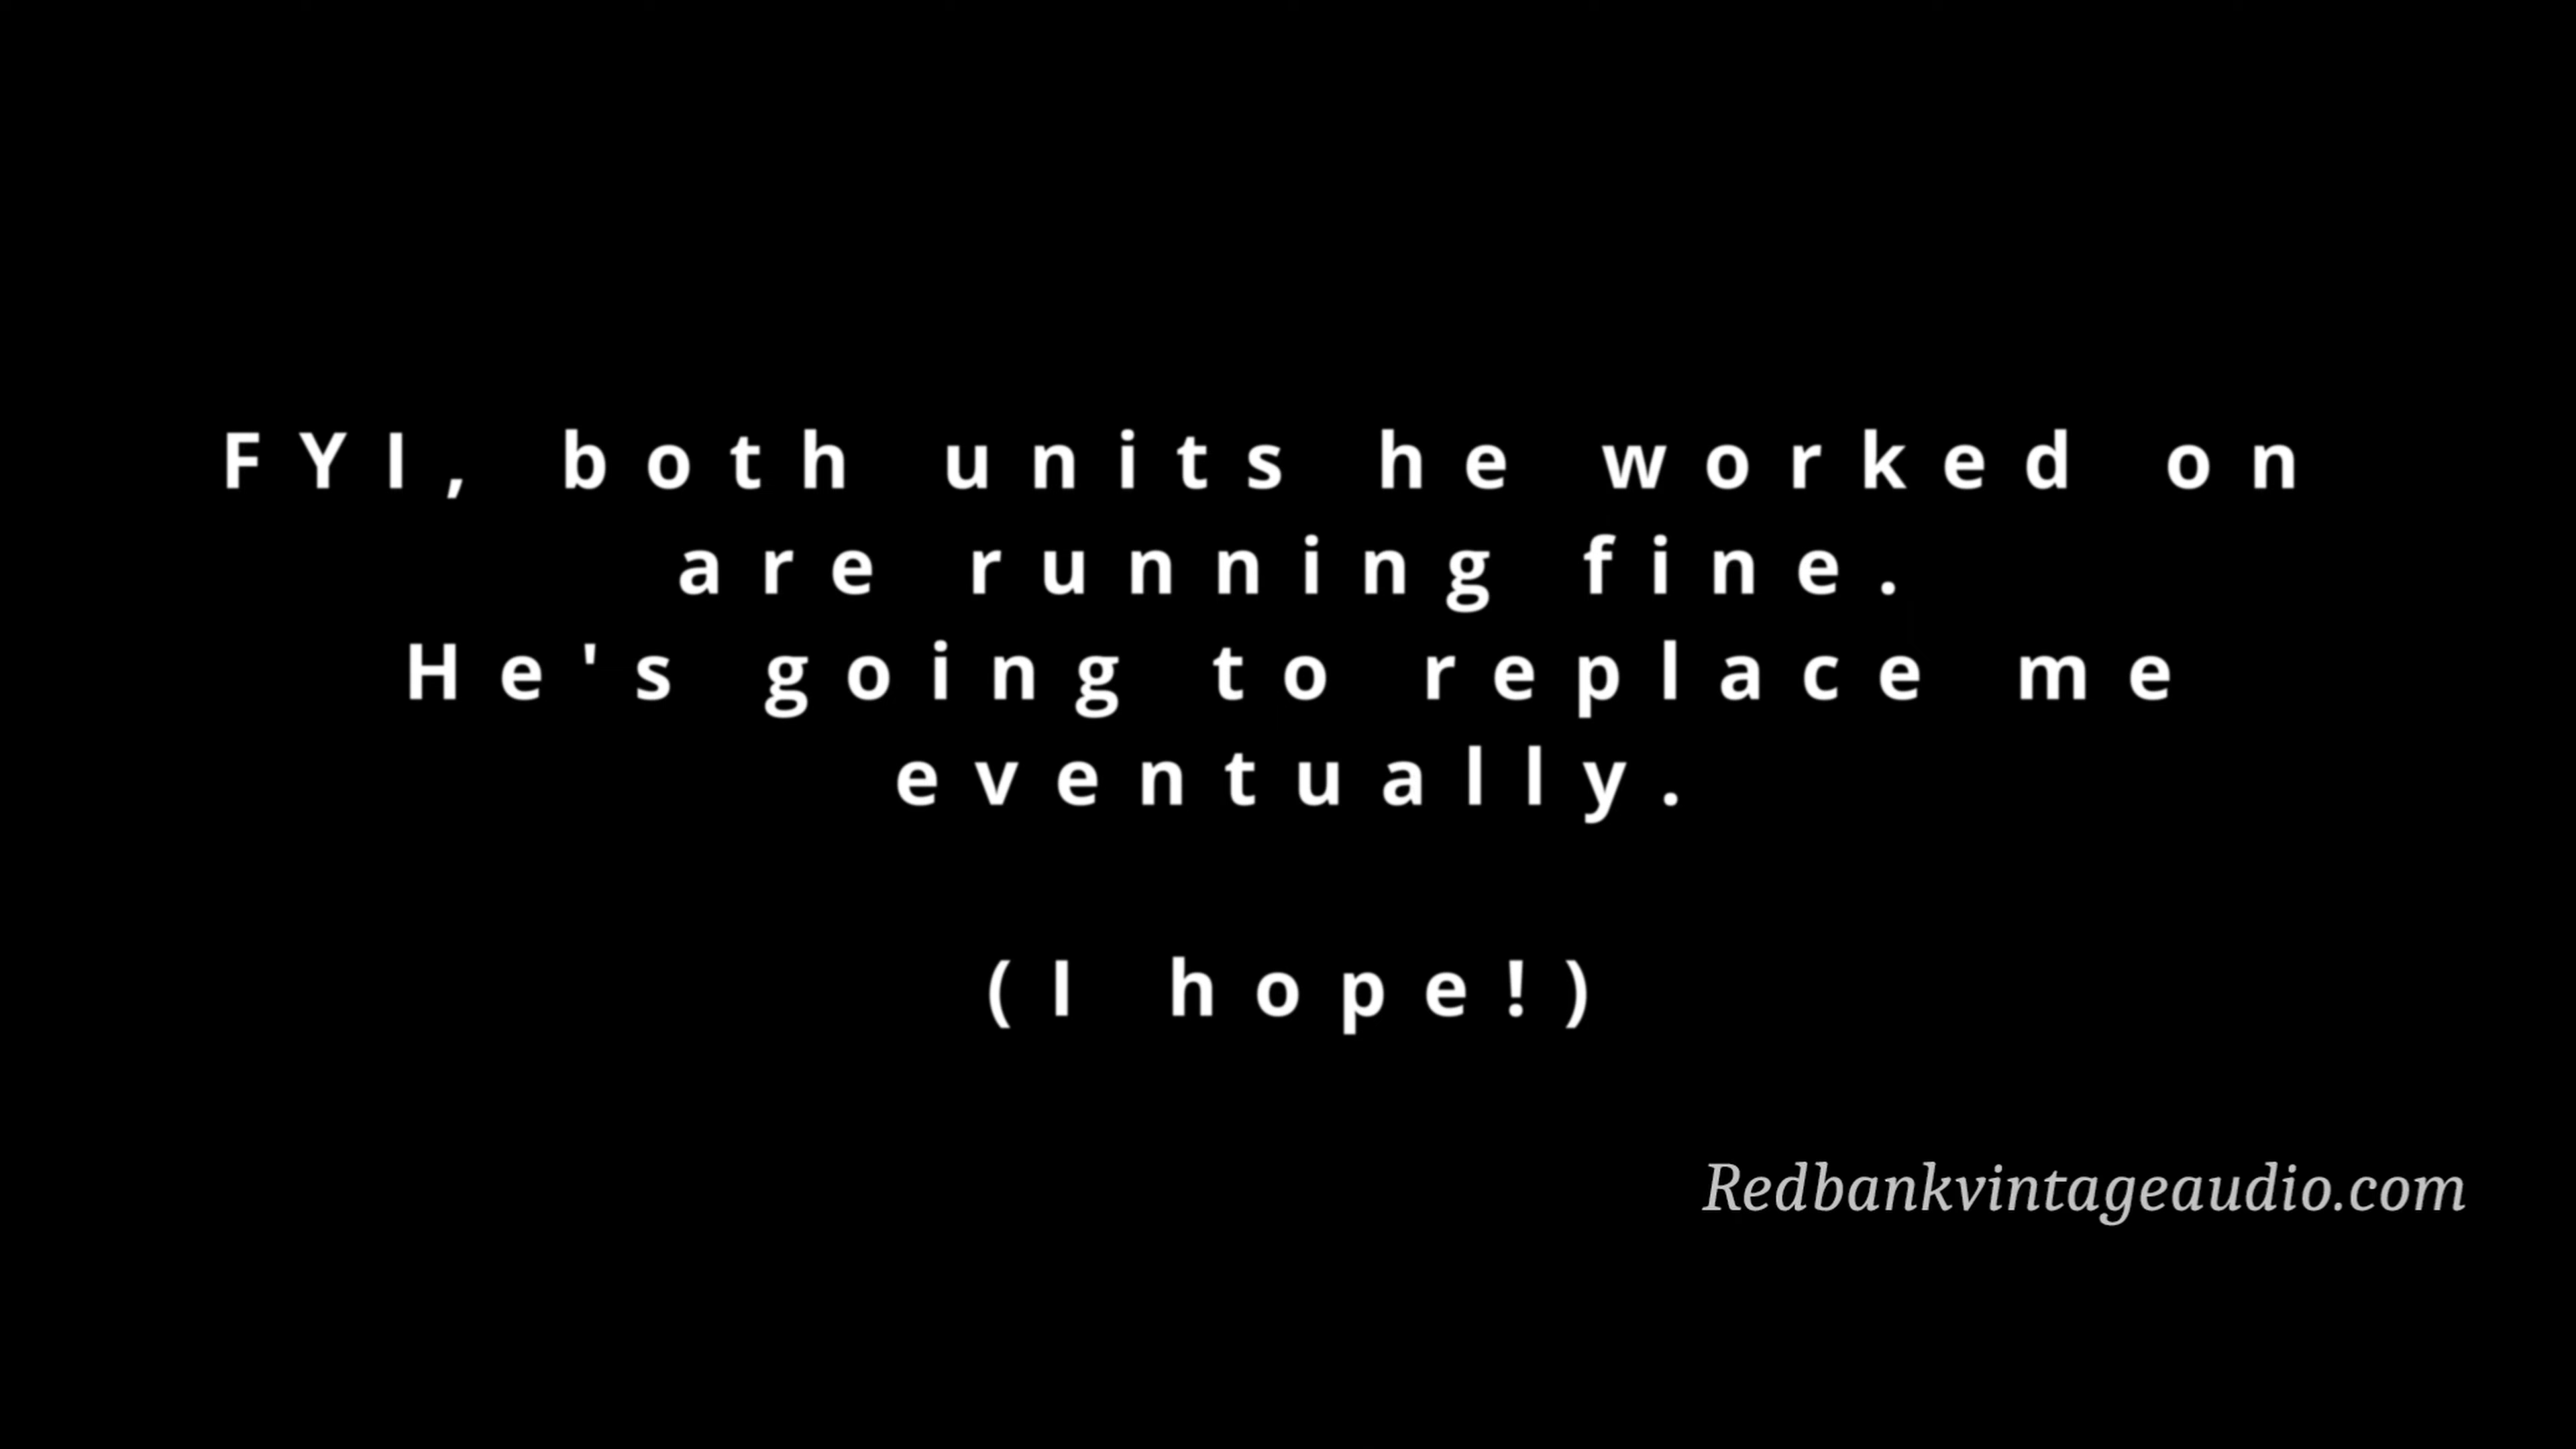 FYI, both units he worked on
are running fine.
He's going to replace me
eventually.
(I hope!)
Redbankvintageaudio.com